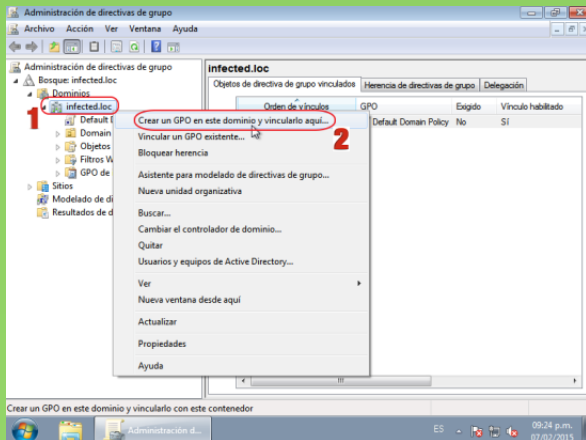 Administración de directivas de grupo
Archivo Acción Ver Ventana Ayuda
Administración de directivas de grupo
Bosque: infected.loc
Dominios
infected.loc
Default D
Domain
Objetos
Filtros W
GPO de
Sitios
Modelado de di
Resultados de d
1
infected.loc
Objetos de directiva de grupo vinculados Herencia de directivas de grupo Delegación
Orden de vínculos GPO Exigido Vínculo habilitado
Default Domain Policy No Sí
Crear un GPO en este dominio y vincularlo aquí...
2
Vincular un GPO existente...
Bloquear herencia
Asistente para modelado de directivas de grupo...
Nueva unidad organizativa
Buscar...
Cambiar el controlador de dominio...
Quitar
Usuarios y equipos de Active Directory...
Ver
Nueva ventana desde aquí
Actualizar
Propiedades
Ayuda
Crear un GPO en este dominio y vincularlo con este contenedor
Administración d...
ES
09:24 p.m.
07/02/2015